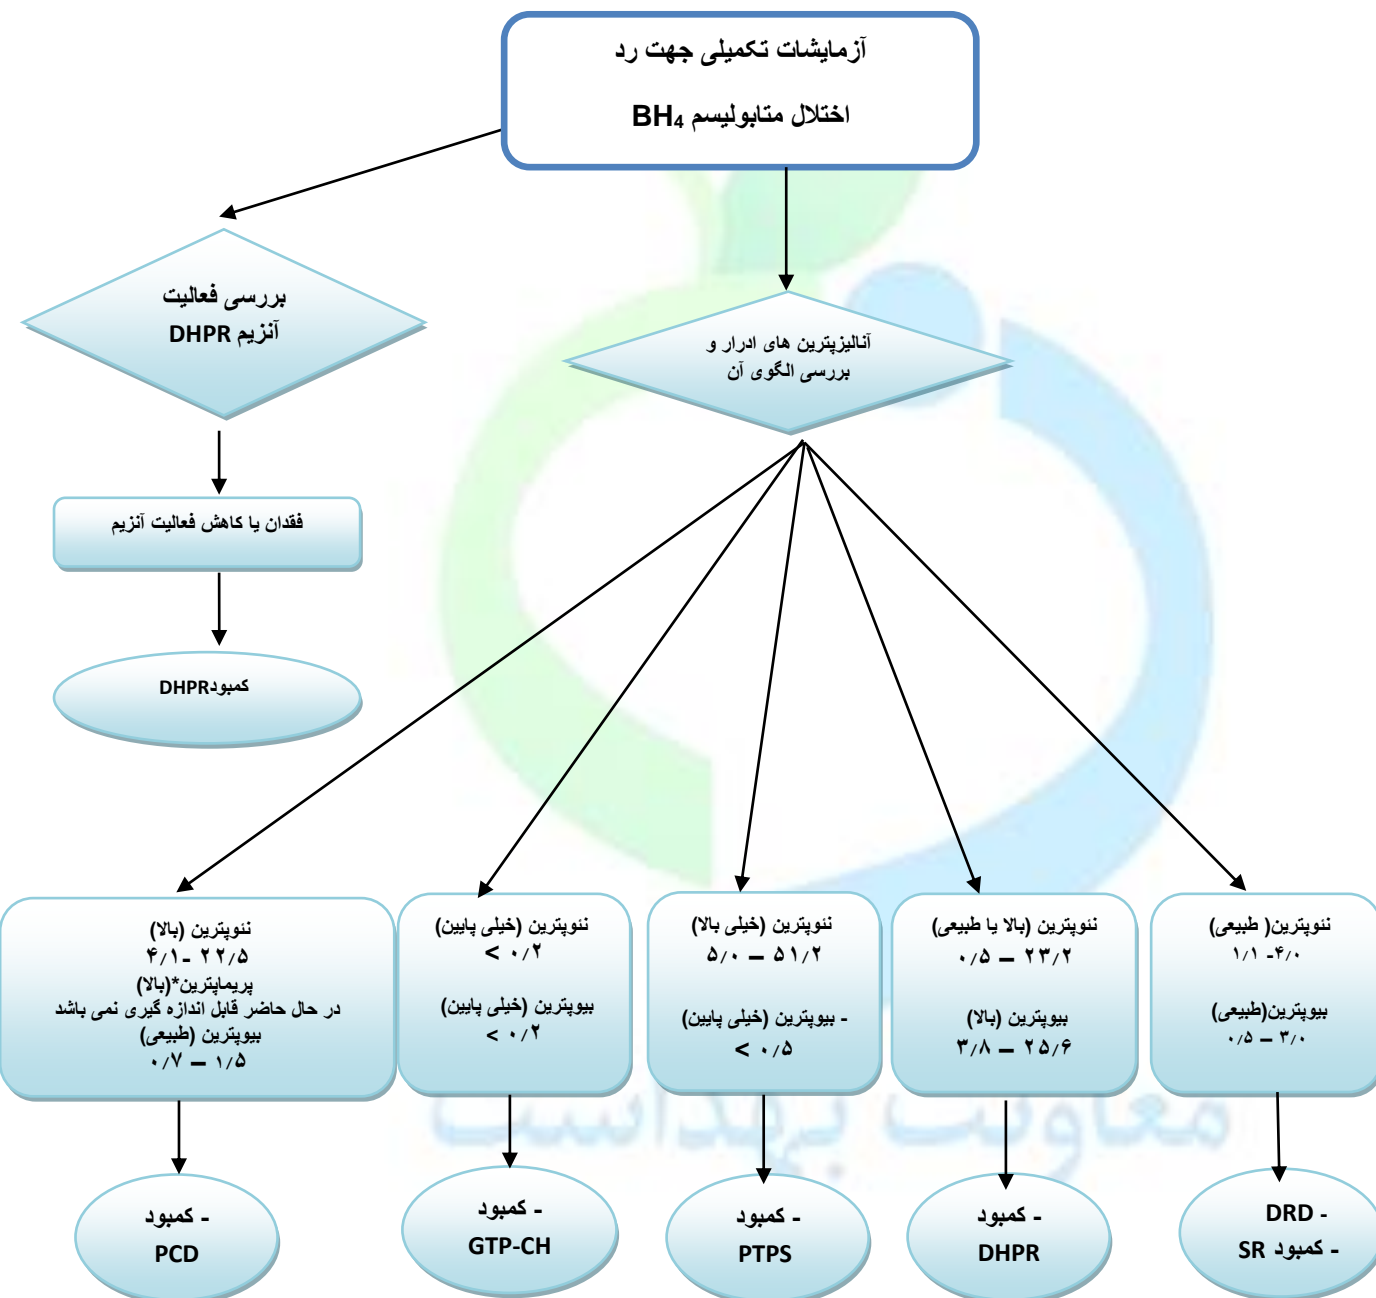 آزمایشات تکمیلی جهت رد
اختلال متابولیسم BH₄
بررسی فعالیت
آنزیم DHPR
آنالیزپترین های ادرار و
بررسی الگوی آن
فقدان یا کاهش فعالیت آنزیم
کمبودDHPR
نئوپترین( طبیعی)
۱/۱ -۴/۰
بیوپترین(طبیعی)
۰/۵ – ۳/۰
نئوپترین (بالا یا طبیعی)
۰/۵ – ۲۳/۲
بیوپترین (بالا)
۳/۸ – ۲۵/۶
نئوپترین (خیلی بالا)
۵/۰ – ۵۱/۲
- بیوپترین (خیلی پایین)
< ۰/۵
نئوپترین (خیلی پایین)
< ۰/۲
بیوپترین (خیلی پایین)
< ۰/۲
نئوپترین (بالا)
۴/۱- ۲۲/۵
پریماپترین*(بالا)
در حال حاضر قابل اندازه گیری نمی باشد
بیوپترین (طبیعی)
۰/۷ – ۱/۵
معاونت بهداشت
- DRD
- کمبود SR
- کمبود
DHPR
- کمبود
PTPS
- کمبود
GTP-CH
- کمبود
PCD